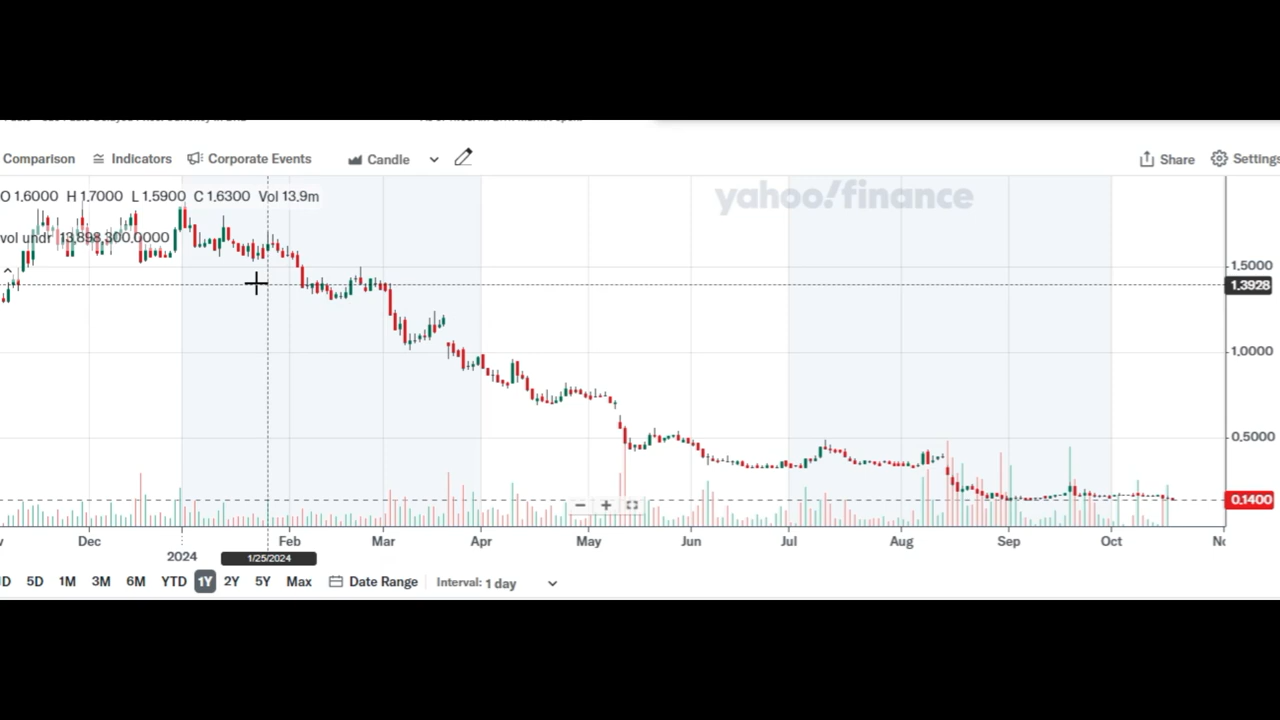 Comparison Indicators Corporate Events Candle Share Settings
O 1.6000 H 1.7000 L 1.5900 C 1.6300 Vol 13.9m
yahoo!finance
vol undr 13,898,300.0000
1.5000
1.3928
1.0000
0.5000
0.1400
Dec Feb Mar Apr May Jun Jul Aug Sep Oct
2024 1/25/2024
5D 1M 3M 6M YTD 1Y 2Y 5Y Max Date Range Interval: 1 day